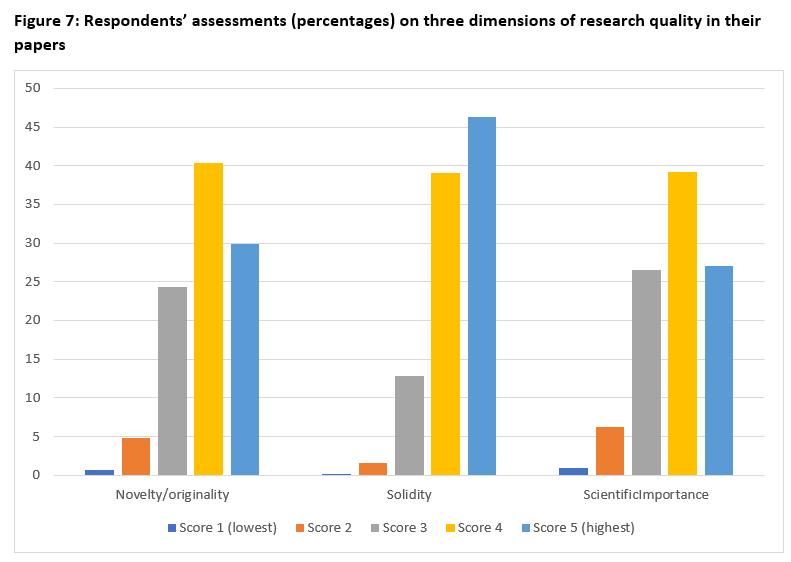 Figure 7: Respondents’ assessments (percentages) on three dimensions of research quality in their
papers
50
45
40
35
30
25
20
15
10
5
0
Novelty/originality Solidity ScientificImportance
Score 1 (lowest) Score 2 Score 3 Score 4 Score 5 (highest)